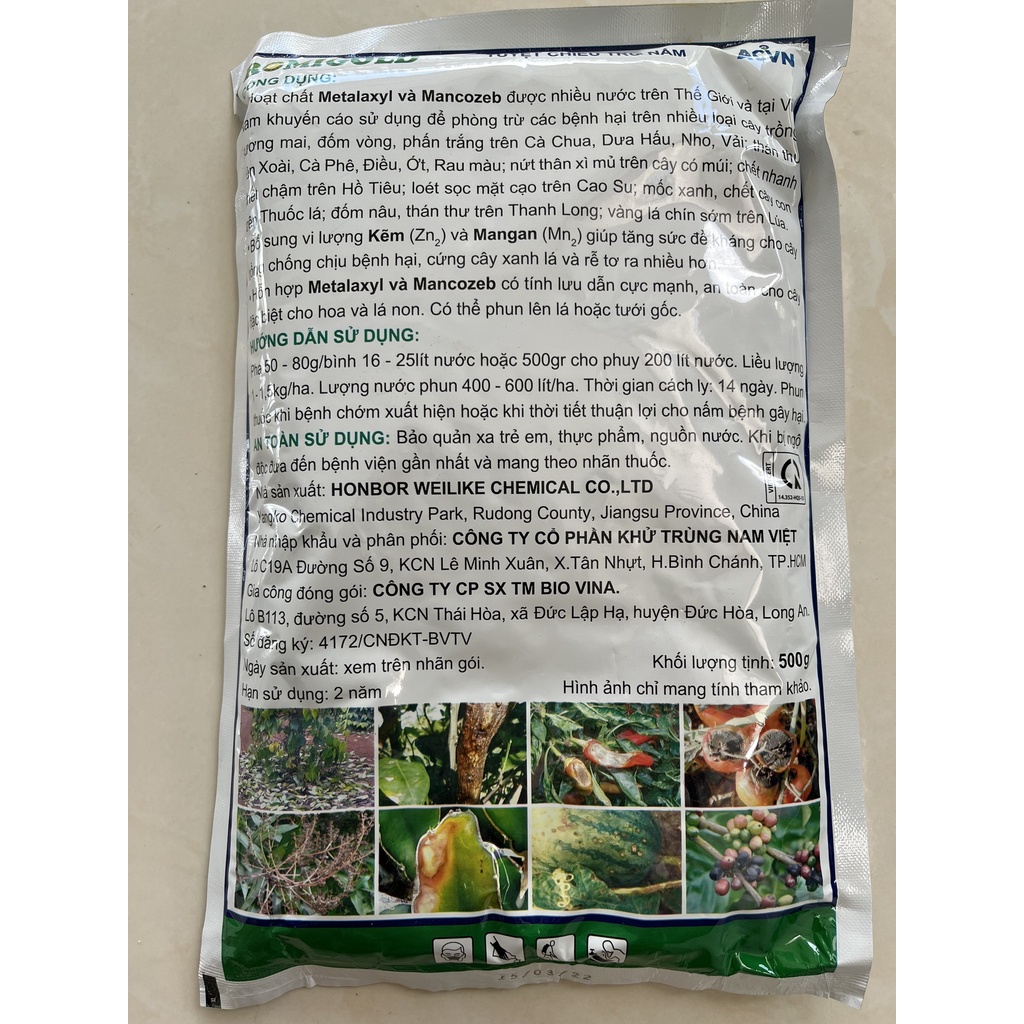 ROMIGOLD TUYỆT CHIÊU TRỪ NẤM ACVN
CÔNG DỤNG:
Hoạt chất Metalaxyl và Mancozeb được nhiều nước trên Thế Giới và tại Vi
am khuyến cáo sử dụng để phòng trừ các bệnh hại trên nhiều loại cây trồng
ương mai, đốm vòng, phấn trắng trên Cà Chua, Dưa Hấu, Nho, Vải; thán thư
ên Xoài, Cà Phê, Điều, Ớt, Rau màu; nứt thân xì mủ trên cây có múi; chết nhanh
hết chậm trên Hồ Tiêu; loét sọc mặt cạo trên Cao Su; mốc xanh, chết cây con
ên Thuốc lá; đốm nâu, thán thư trên Thanh Long; vàng lá chín sớm trên Lúa.
•Bổ sung vi lượng Kẽm (Zn₂) và Mangan (Mn₂) giúp tăng sức đề kháng cho cây
ồng chống chịu bệnh hại, cứng cây xanh lá và rễ tơ ra nhiều hơn.
•Hỗn hợp Metalaxyl và Mancozeb có tính lưu dẫn cực mạnh, an toàn cho cây
đặc biệt cho hoa và lá non. Có thể phun lên lá hoặc tưới gốc.
HƯỚNG DẪN SỬ DỤNG:
Pha 50 - 80g/bình 16 - 25lít nước hoặc 500gr cho phuy 200 lít nước. Liều lượng
1-1,5kg/ha. Lượng nước phun 400 - 600 lít/ha. Thời gian cách ly: 14 ngày. Phun
thuốc khi bệnh chớm xuất hiện hoặc khi thời tiết thuận lợi cho nấm bệnh gây hại.
AN TOÀN SỬ DỤNG: Bảo quản xa trẻ em, thực phẩm, nguồn nước. Khi bị ngộ
độc đưa đến bệnh viện gần nhất và mang theo nhãn thuốc.
Nhà sản xuất: HONBOR WEILIKE CHEMICAL CO.,LTD
Yangko Chemical Industry Park, Rudong County, Jiangsu Province, China
Nhà nhập khẩu và phân phối: CÔNG TY CỔ PHẦN KHỬ TRÙNG NAM VIỆT
Lô C19A Đường Số 9, KCN Lê Minh Xuân, X.Tân Nhựt, H.Bình Chánh, TP.HCM
Gia công đóng gói: CÔNG TY CP SX TM BIO VINA.
Lô B113, đường số 5, KCN Thái Hòa, xã Đức Lập Hạ, huyện Đức Hòa, Long An.
Số đăng ký: 4172/CNĐKT-BVTV
Ngày sản xuất: xem trên nhãn gói. Khối lượng tịnh: 500g
Hạn sử dụng: 2 năm Hình ảnh chỉ mang tính tham khảo.
15/03/22